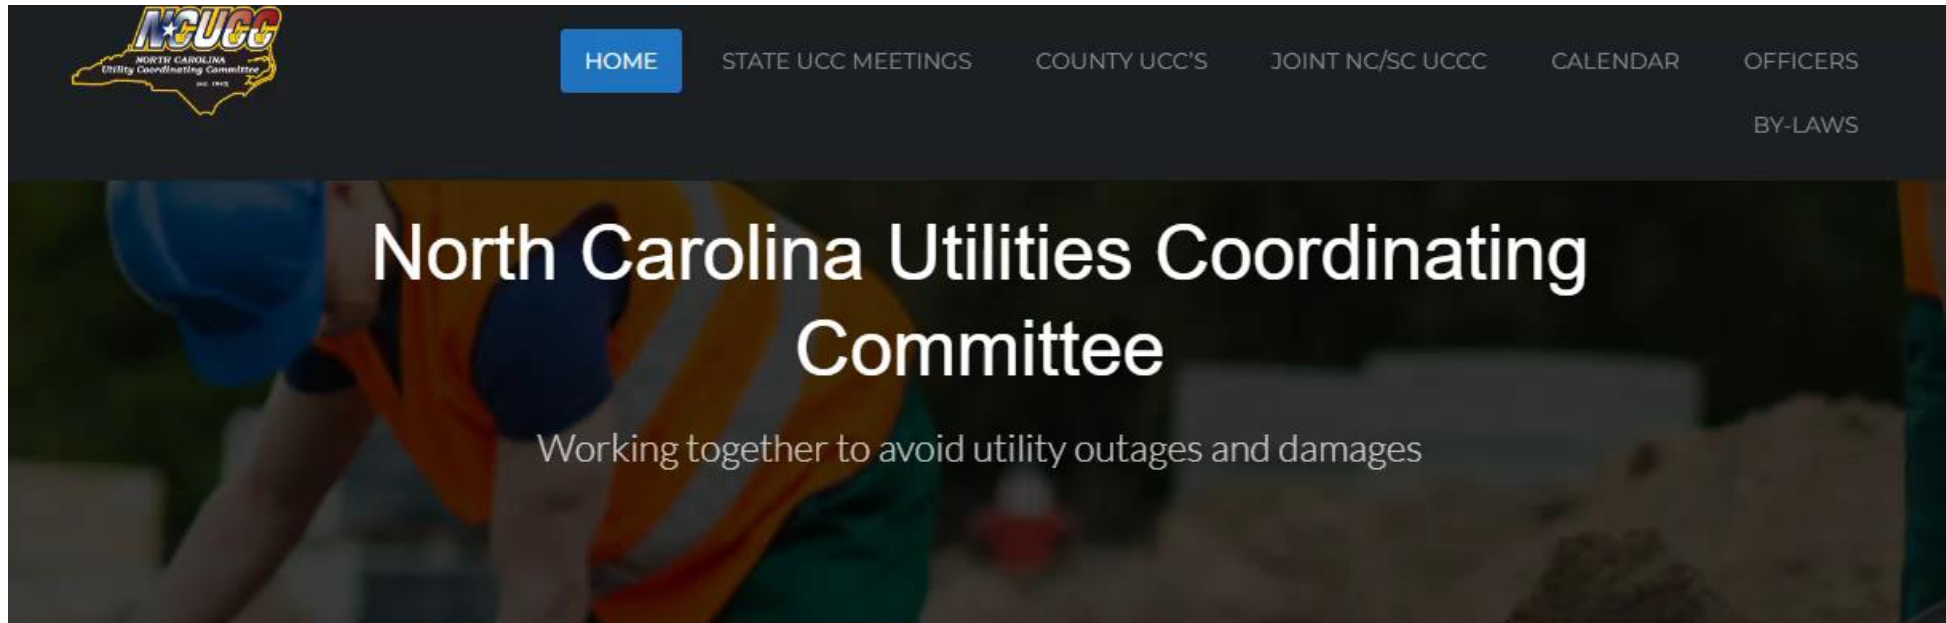 NCUCC
NORTH CAROLINA
Utility Coordinating Committee
HOME
STATE UCC MEETINGS
COUNTY UCC'S
JOINT NC/SC UCCC
CALENDAR
OFFICERS
BY-LAWS
North Carolina Utilities Coordinating
Committee
Working together to avoid utility outages and damages